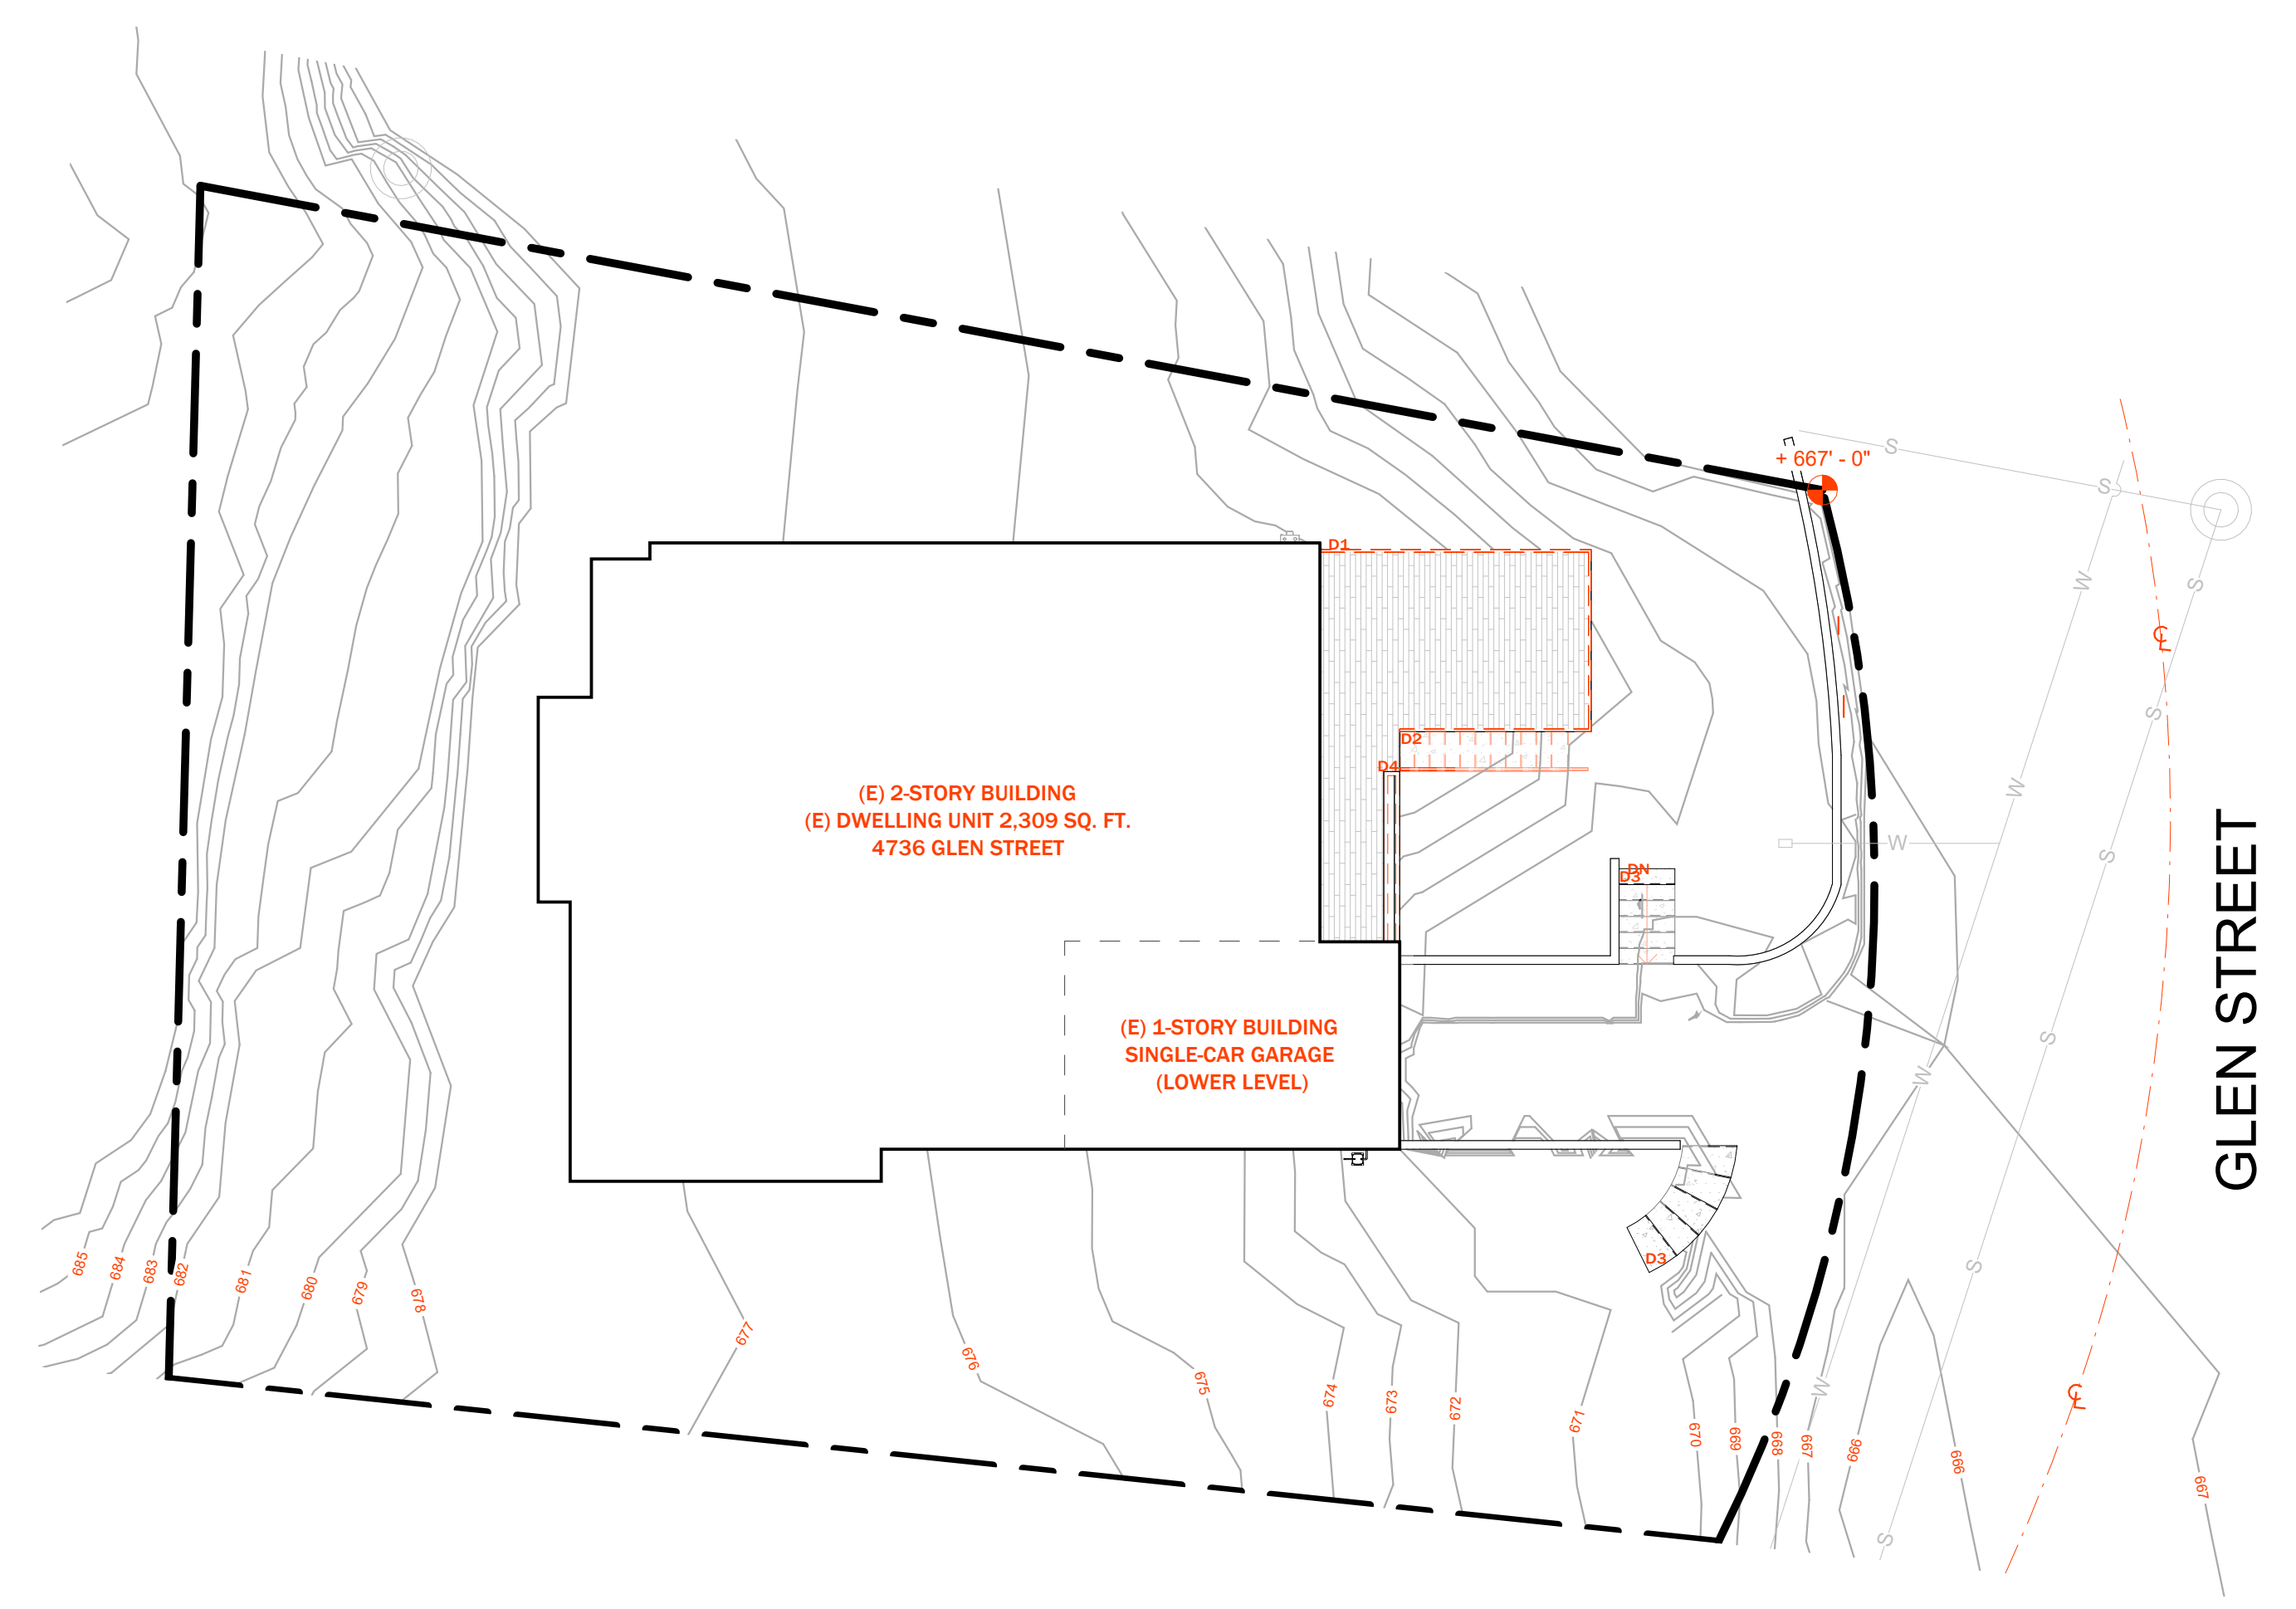 S
+ 667' - 0"
S
D1
W
S
℄
S
D2
D4
(E) 2-STORY BUILDING
(E) DWELLING UNIT 2,309 SQ. FT.
4736 GLEN STREET
W
W
S
DN
D3
GLEN STREET
(E) 1-STORY BUILDING
SINGLE-CAR GARAGE
(LOWER LEVEL)
S
W
D3
S
685
684
683
682
681
680
679
678
677
676
675
674
673
672
671
670
669
668
667
666
666
667
W
℄
S